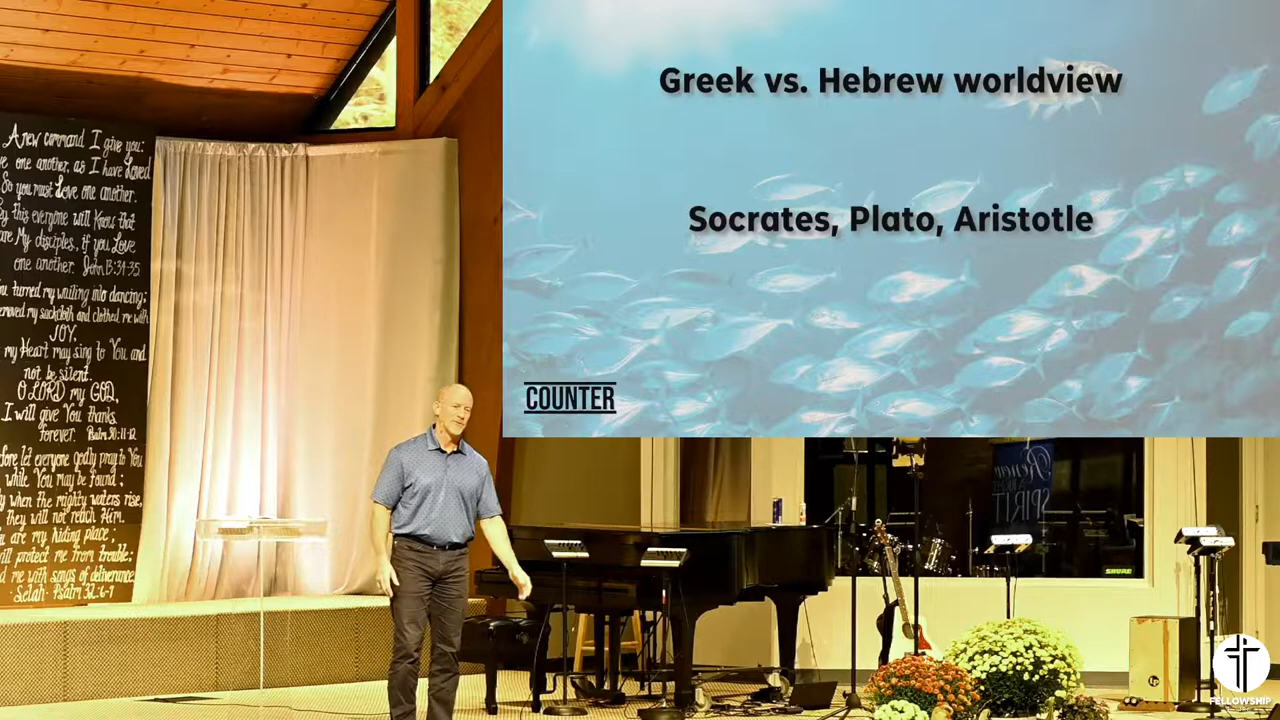 Greek vs. Hebrew worldview
Socrates, Plato, Aristotle
COUNTER
A new command I give you:
one another, as I have Loved
So you must Love one another.
this everyone will Know that
are My disciples, if you Love
one another. John 13:34-35
turned my wailing into dancing;
my sackcloth and clothed me with
JOY,
my Heart may sing to You and
not be silent.
O LORD my GOD,
I will give You thanks
forever. Psalm 30:11-12
let everyone godly pray to You
while You may be found;
when the mighty waters rise,
they will not reach Him.
are my hiding place;
will protect me from trouble;
me with songs of deliverance
Selah Psalm 32:6-7
SPIRIT
SHURE
FELLOWSHIP